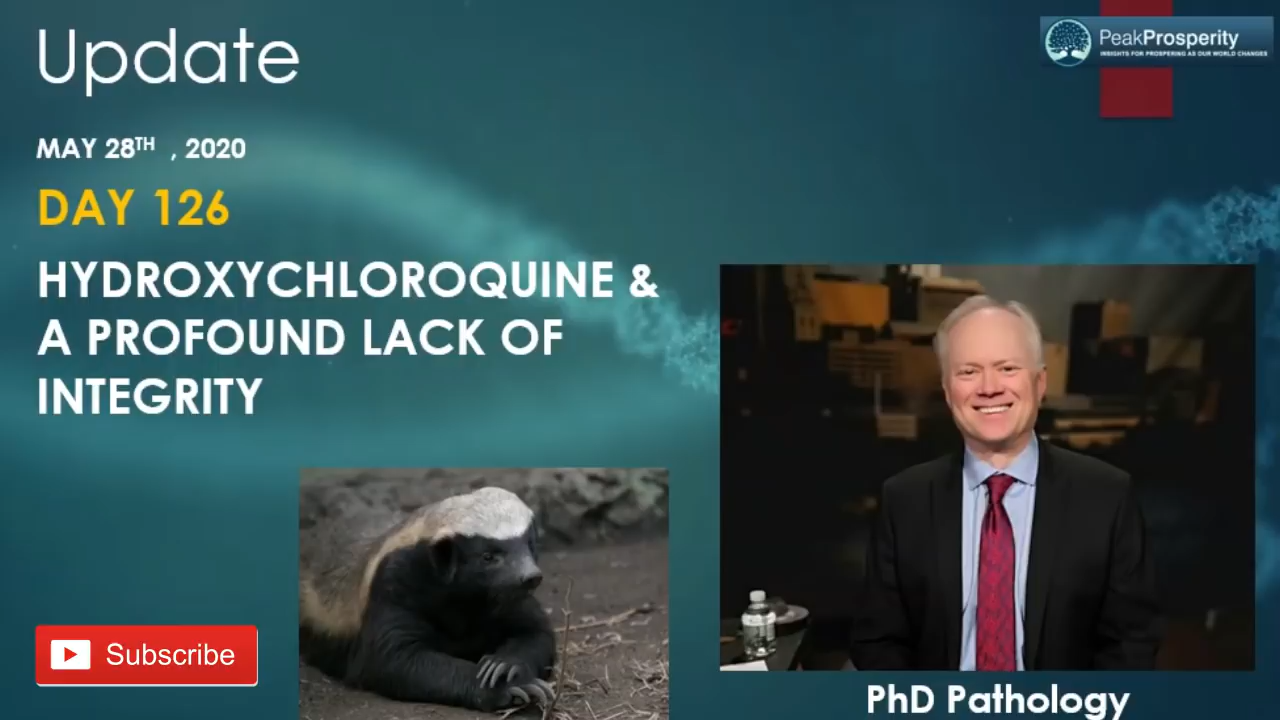 Update
PeakProsperity
INSIGHTS FOR PROSPERING AS OUR WORLD CHANGES
MAY 28TH , 2020
DAY 126
HYDROXYCHLOROQUINE &
A PROFOUND LACK OF
INTEGRITY
Subscribe
PhD Pathology